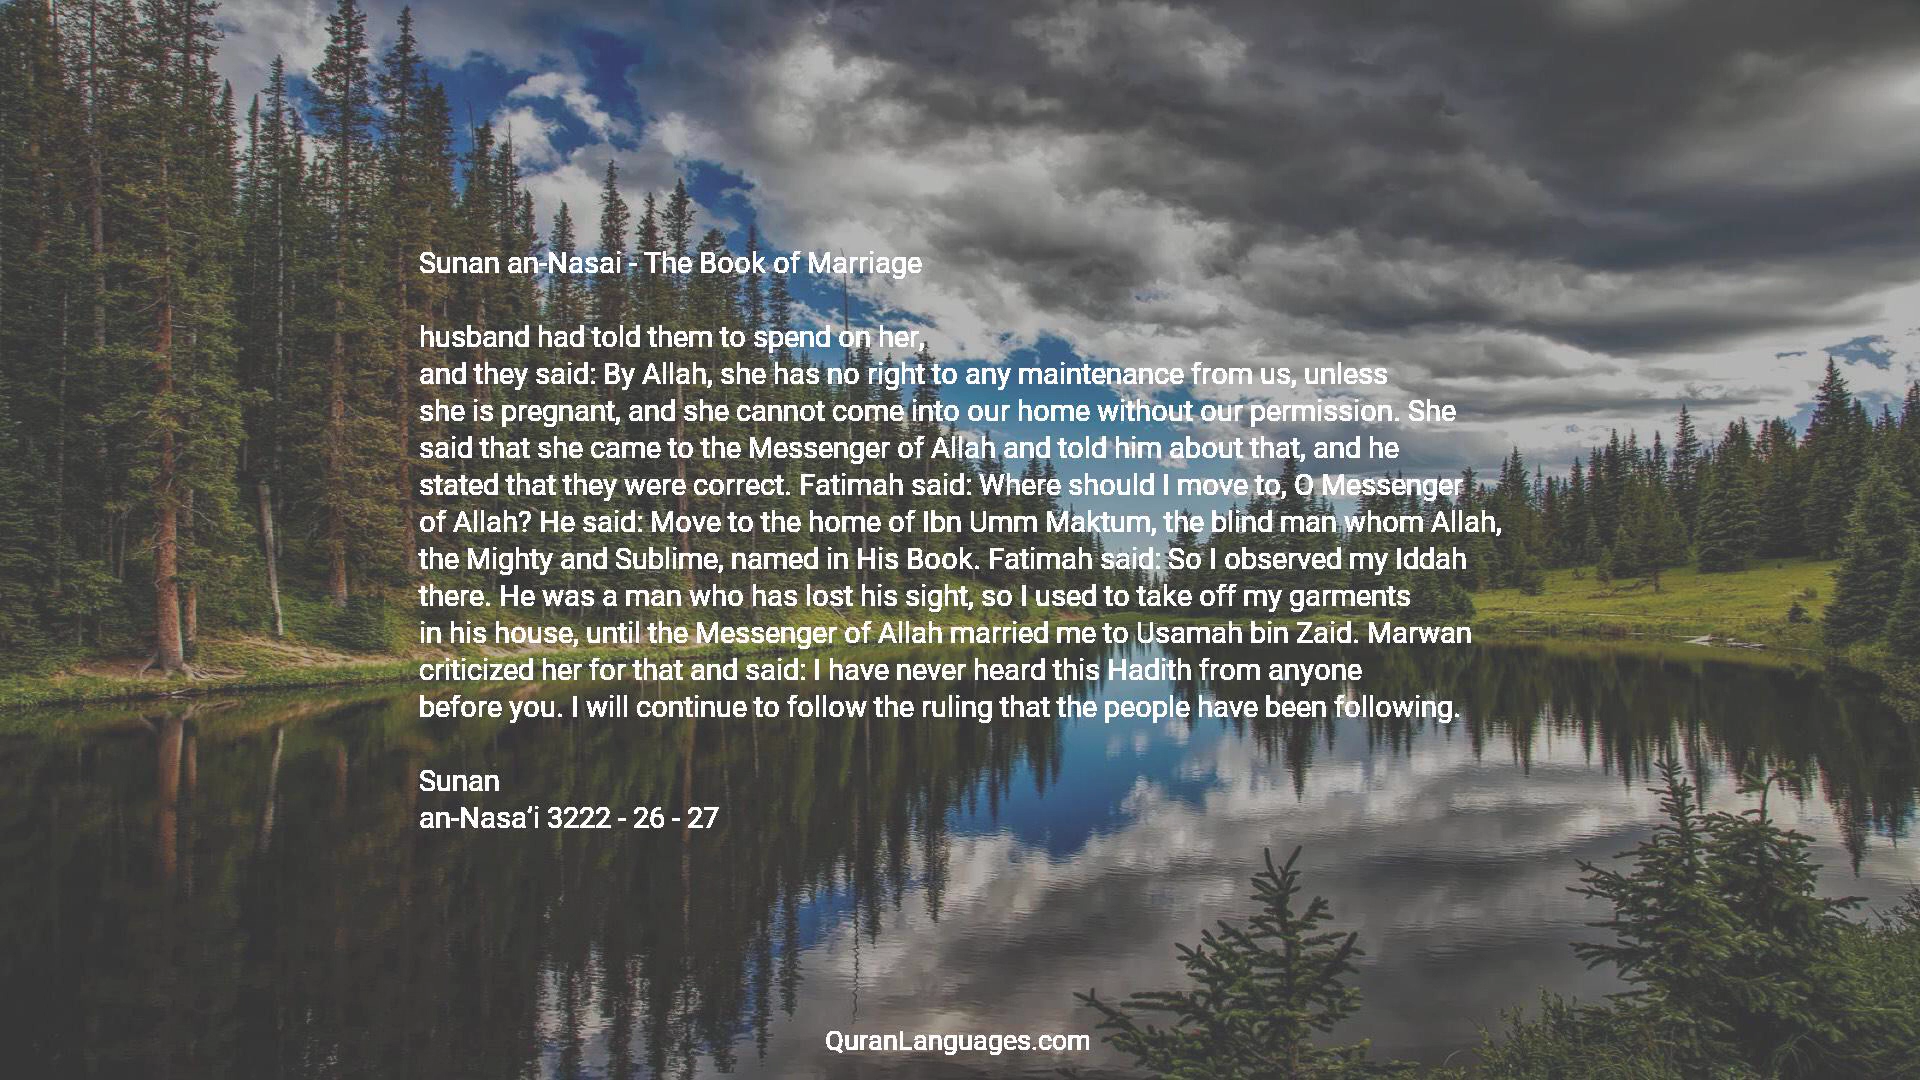 Sunan an-Nasai - The Book of Marriage
husband had told them to spend on her,
and they said: By Allah, she has no right to any maintenance from us, unless
she is pregnant, and she cannot come into our home without our permission. She
said that she came to the Messenger of Allah and told him about that, and he
stated that they were correct. Fatimah said: Where should I move to, O Messenger
of Allah? He said: Move to the home of Ibn Umm Maktum, the blind man whom Allah,
the Mighty and Sublime, named in His Book. Fatimah said: So I observed my Iddah
there. He was a man who has lost his sight, so I used to take off my garments
in his house, until the Messenger of Allah married me to Usamah bin Zaid. Marwan
criticized her for that and said: I have never heard this Hadith from anyone
before you. I will continue to follow the ruling that the people have been following.
Sunan
an-Nasa’i 3222 - 26 - 27
QuranLanguages.com